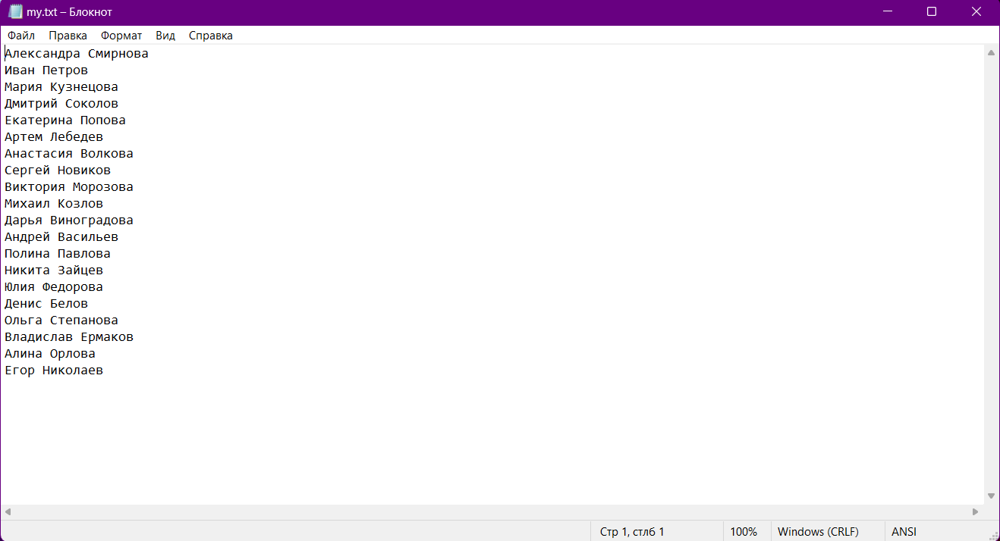 my.txt – Блокнот
Файл Правка Формат Вид Справка
Александра Смирнова
Иван Петров
Мария Кузнецова
Дмитрий Соколов
Екатерина Попова
Артем Лебедев
Анастасия Волкова
Сергей Новиков
Виктория Морозова
Михаил Козлов
Дарья Виноградова
Андрей Васильев
Полина Павлова
Никита Зайцев
Юлия Федорова
Денис Белов
Ольга Степанова
Владислав Ермаков
Алина Орлова
Егор Николаев
Стр 1, стлб 1 100% Windows (CRLF) ANSI